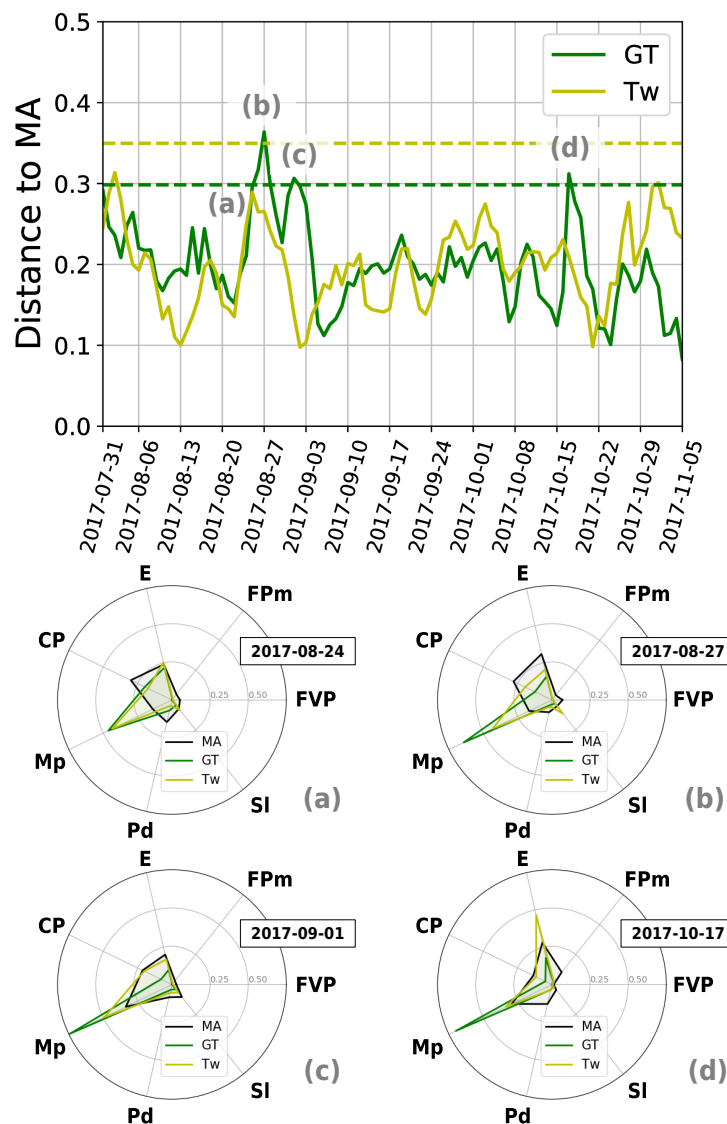 0.5
0.4
0.3
0.2
0.1
0.0
Distance to MA
GT
Tw
(a)
(b)
(c)
(d)
2017-07-31
2017-08-06
2017-08-13
2017-08-20
2017-08-27
2017-09-03
2017-09-10
2017-09-17
2017-09-24
2017-10-01
2017-10-08
2017-10-15
2017-10-22
2017-10-29
2017-11-05
E
FPm
CP
2017-08-24
0.25 0.50
FVP
Mp
MA
GT
Tw
Sl
Pd
(a)
E
FPm
CP
2017-08-27
0.25 0.50
FVP
Mp
MA
GT
Tw
Sl
Pd
(b)
E
FPm
CP
2017-09-01
0.25 0.50
FVP
Mp
MA
GT
Tw
Sl
Pd
(c)
E
FPm
CP
2017-10-17
0.25 0.50
FVP
Mp
MA
GT
Tw
Sl
Pd
(d)